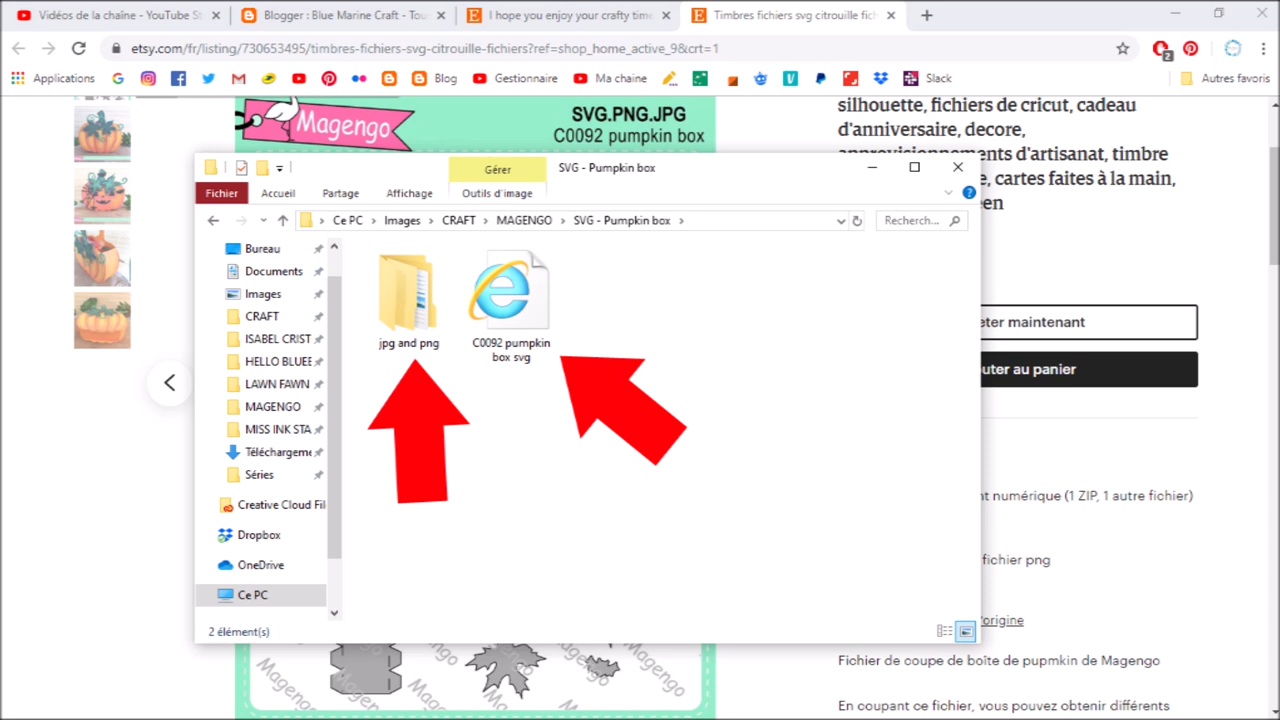 Vidéos de la chaîne - YouTube St
Blogger : Blue Marine Craft - Tou
I hope you enjoy your crafty time
Timbres fichiers svg citrouille fich
etsy.com/fr/listing/730653495/timbres-fichiers-svg-citrouille-fichiers?ref=shop_home_active_9&crt=1
2
Applications
Blog
Gestionnaire
Ma chaine
Slack
Autres favoris
Magengo
SVG.PNG.JPG
C0092 pumpkin box
silhouette, fichiers de cricut, cadeau
d'anniversaire, decore,
approvisionnements d'artisanat, timbre
e, cartes faites à la main,
een
Gérer
SVG - Pumpkin box
Fichier
Accueil
Partage
Affichage
Outils d'image
Ce PC
Images
CRAFT
MAGENGO
SVG - Pumpkin box
Recherch...
Bureau
Documents
Images
CRAFT
ISABEL CRIST
HELLO BLUEE
LAWN FAWN
MAGENGO
MISS INK STA
Téléchargeme
Séries
Creative Cloud Fil
Dropbox
OneDrive
Ce PC
jpg and png
C0092 pumpkin
box svg
2 élément(s)
eter maintenant
uter au panier
nt numérique (1 ZIP, 1 autre fichier)
fichier png
'origine
Fichier de coupe de boîte de pupmkin de Magengo
En coupant ce fichier, vous pouvez obtenir différents
Magengo
Magengo
Magengo